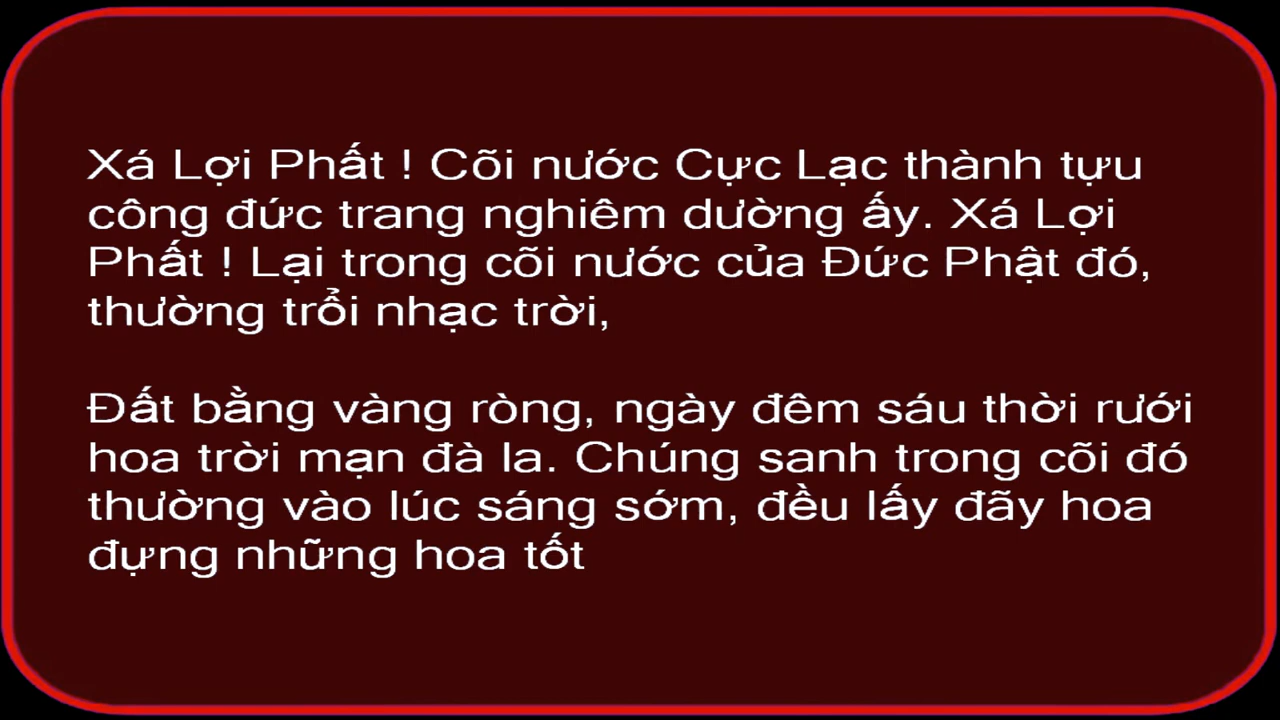 Xá Lợi Phất ! Cõi nước Cực Lạc thành tựu
công đức trang nghiêm dường ấy. Xá Lợi
Phất ! Lại trong cõi nước của Đức Phật đó,
thường trổi nhạc trời,
Đất bằng vàng ròng, ngày đêm sáu thời rưới
hoa trời mạn đà la. Chúng sanh trong cõi đó
thường vào lúc sáng sớm, đều lấy đãy hoa
đựng những hoa tốt